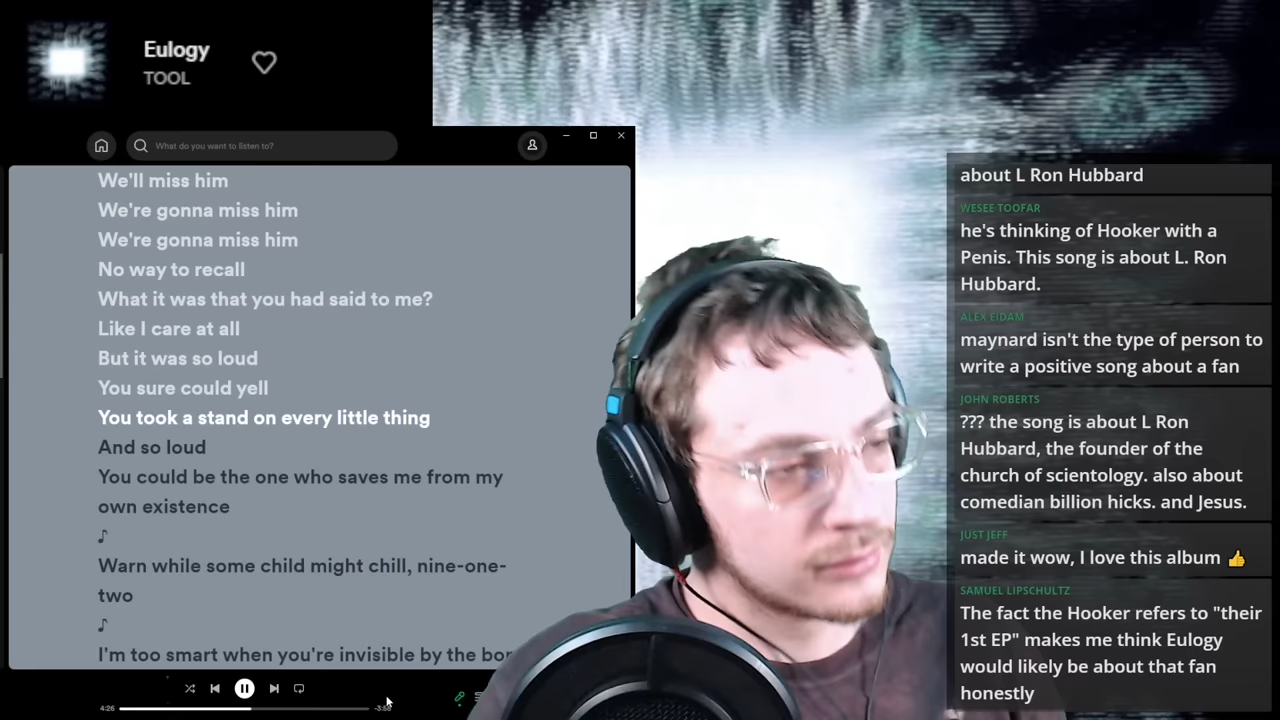 Eulogy
TOOL
What do you want to listen to?
We'll miss him
We're gonna miss him
We're gonna miss him
No way to recall
What it was that you had said to me?
Like I care at all
But it was so loud
You sure could yell
You took a stand on every little thing
And so loud
You could be the one who saves me from my
own existence
♪
Warn while some child might chill, nine-one-
two
♪
I'm too smart when you're invisible by the
4:26
about L Ron Hubbard
WESEE TOOFAR
he's thinking of Hooker with a
Penis. This song is about L. Ron
Hubbard.
ALEX EIDAM
maynard isn't the type of person to
write a positive song about a fan
JOHN ROBERTS
??? the song is about L Ron
Hubbard, the founder of the
church of scientology. also about
comedian billion hicks. and Jesus.
JUST JEFF
made it wow, I love this album 👍
SAMUEL LIPSCHULTZ
The fact the Hooker refers to "their
1st EP" makes me think Eulogy
would likely be about that fan
honestly